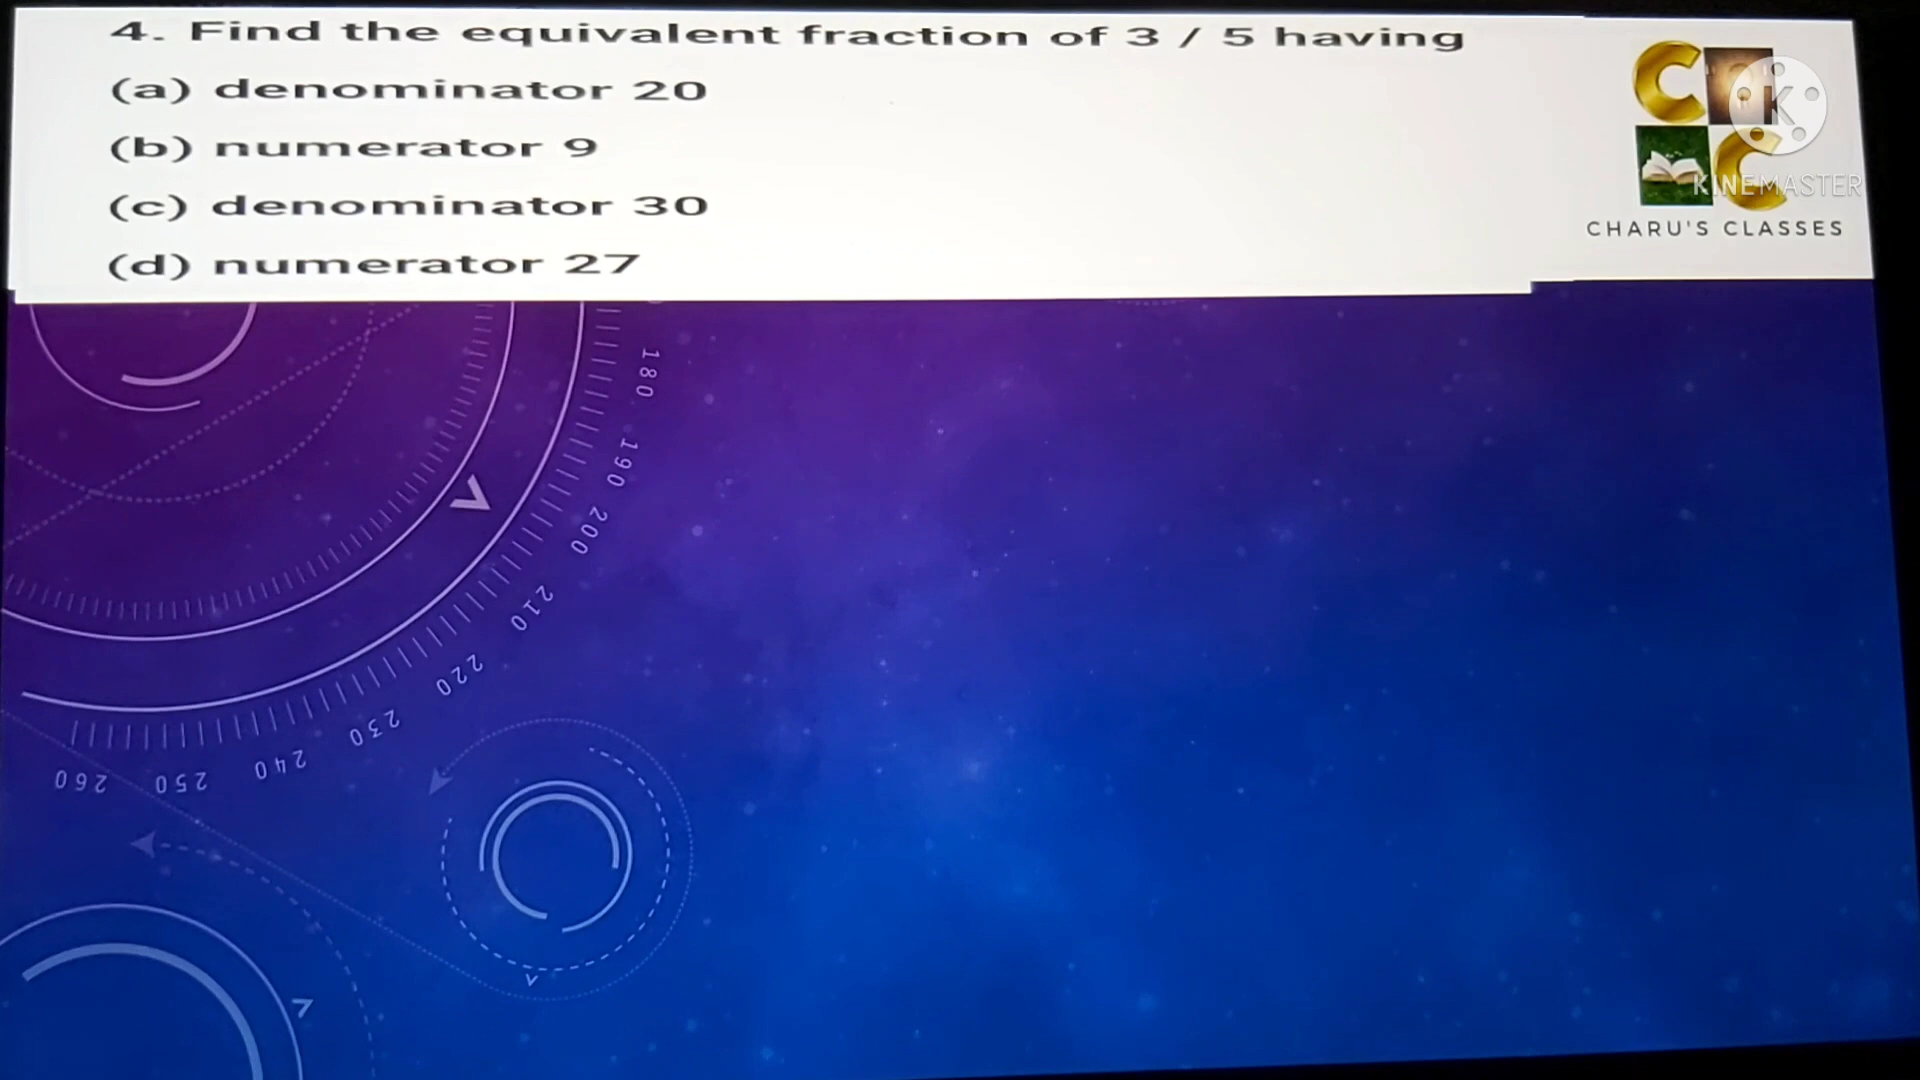 4. Find the equivalent fraction of 3 / 5 having
(a) denominator 20
(b) numerator 9
(c) denominator 30
(d) numerator 27
K
KINEMASTER
CHARU'S CLASSES
180
190
200
210
220
230
240
250
260